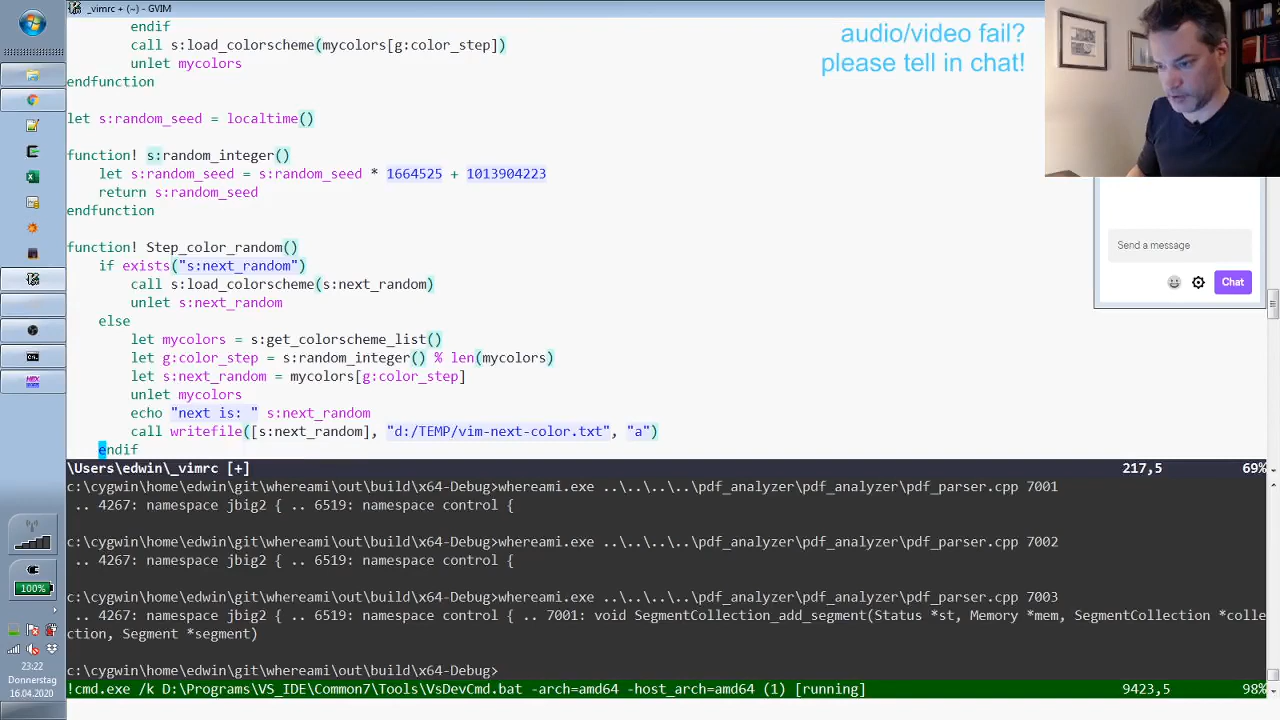 _vimrc + (~) - GVIM
endif
call s:load_colorscheme(mycolors[g:color_step])
unlet mycolors
endfunction
let s:random_seed = localtime()
function! s:random_integer()
let s:random_seed = s:random_seed * 1664525 + 1013904223
return s:random_seed
endfunction
function! Step_color_random()
if exists("s:next_random")
call s:load_colorscheme(s:next_random)
unlet s:next_random
else
let mycolors = s:get_colorscheme_list()
let g:color_step = s:random_integer() % len(mycolors)
let s:next_random = mycolors[g:color_step]
unlet mycolors
echo "next is: " s:next_random
call writefile([s:next_random], "d:/TEMP/vim-next-color.txt", "a")
endif
\Users\edwin\_vimrc [+] 217,5 69%
c:\cygwin\home\edwin\git\whereami\out\build\x64-Debug>whereami.exe ..\..\..\..\pdf_analyzer\pdf_analyzer\pdf_parser.cpp 7001
.. 4267: namespace jbig2 { .. 6519: namespace control {
c:\cygwin\home\edwin\git\whereami\out\build\x64-Debug>whereami.exe ..\..\..\..\pdf_analyzer\pdf_analyzer\pdf_parser.cpp 7002
.. 4267: namespace jbig2 { .. 6519: namespace control {
c:\cygwin\home\edwin\git\whereami\out\build\x64-Debug>whereami.exe ..\..\..\..\pdf_analyzer\pdf_analyzer\pdf_parser.cpp 7003
.. 4267: namespace jbig2 { .. 6519: namespace control { .. 7001: void SegmentCollection_add_segment(Status *st, Memory *mem, SegmentCollection *colle
ction, Segment *segment)
c:\cygwin\home\edwin\git\whereami\out\build\x64-Debug>
!cmd.exe /k D:\Programs\VS_IDE\Common7\Tools\VsDevCmd.bat -arch=amd64 -host_arch=amd64 (1) [running] 9423,5 98%
audio/video fail?
please tell in chat!
Send a message
Chat
HEX
100%
23:22
Donnerstag
16.04.2020